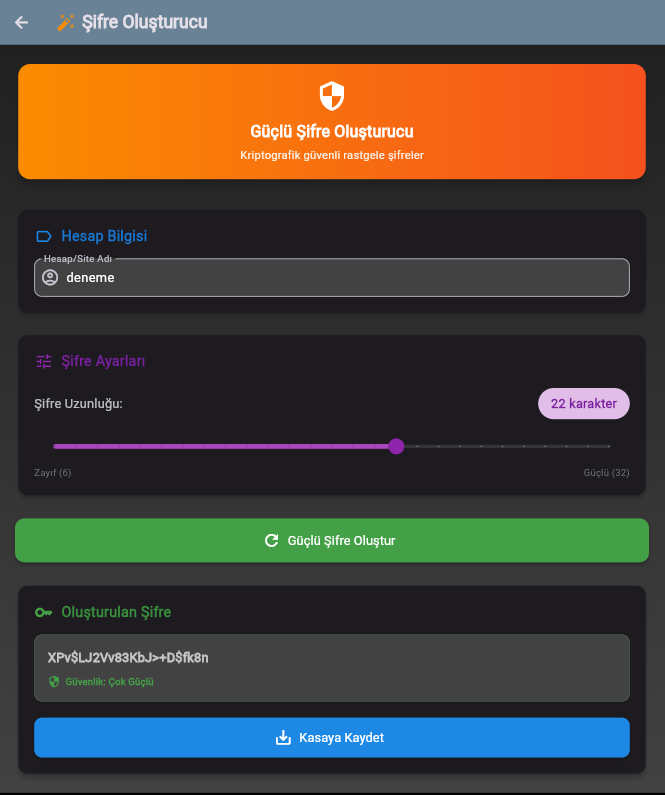 Şifre Oluşturucu
Güçlü Şifre Oluşturucu
Kriptografik güvenli rastgele şifreler
Hesap Bilgisi
Hesap/Site Adı
deneme
Şifre Ayarları
Şifre Uzunluğu:
22 karakter
Zayıf (6)
Güçlü (32)
Güçlü Şifre Oluştur
Oluşturulan Şifre
XPv$LJ2Vv83KbJ>+D$fk8n
Güvenlik: Çok Güçlü
Kasaya Kaydet